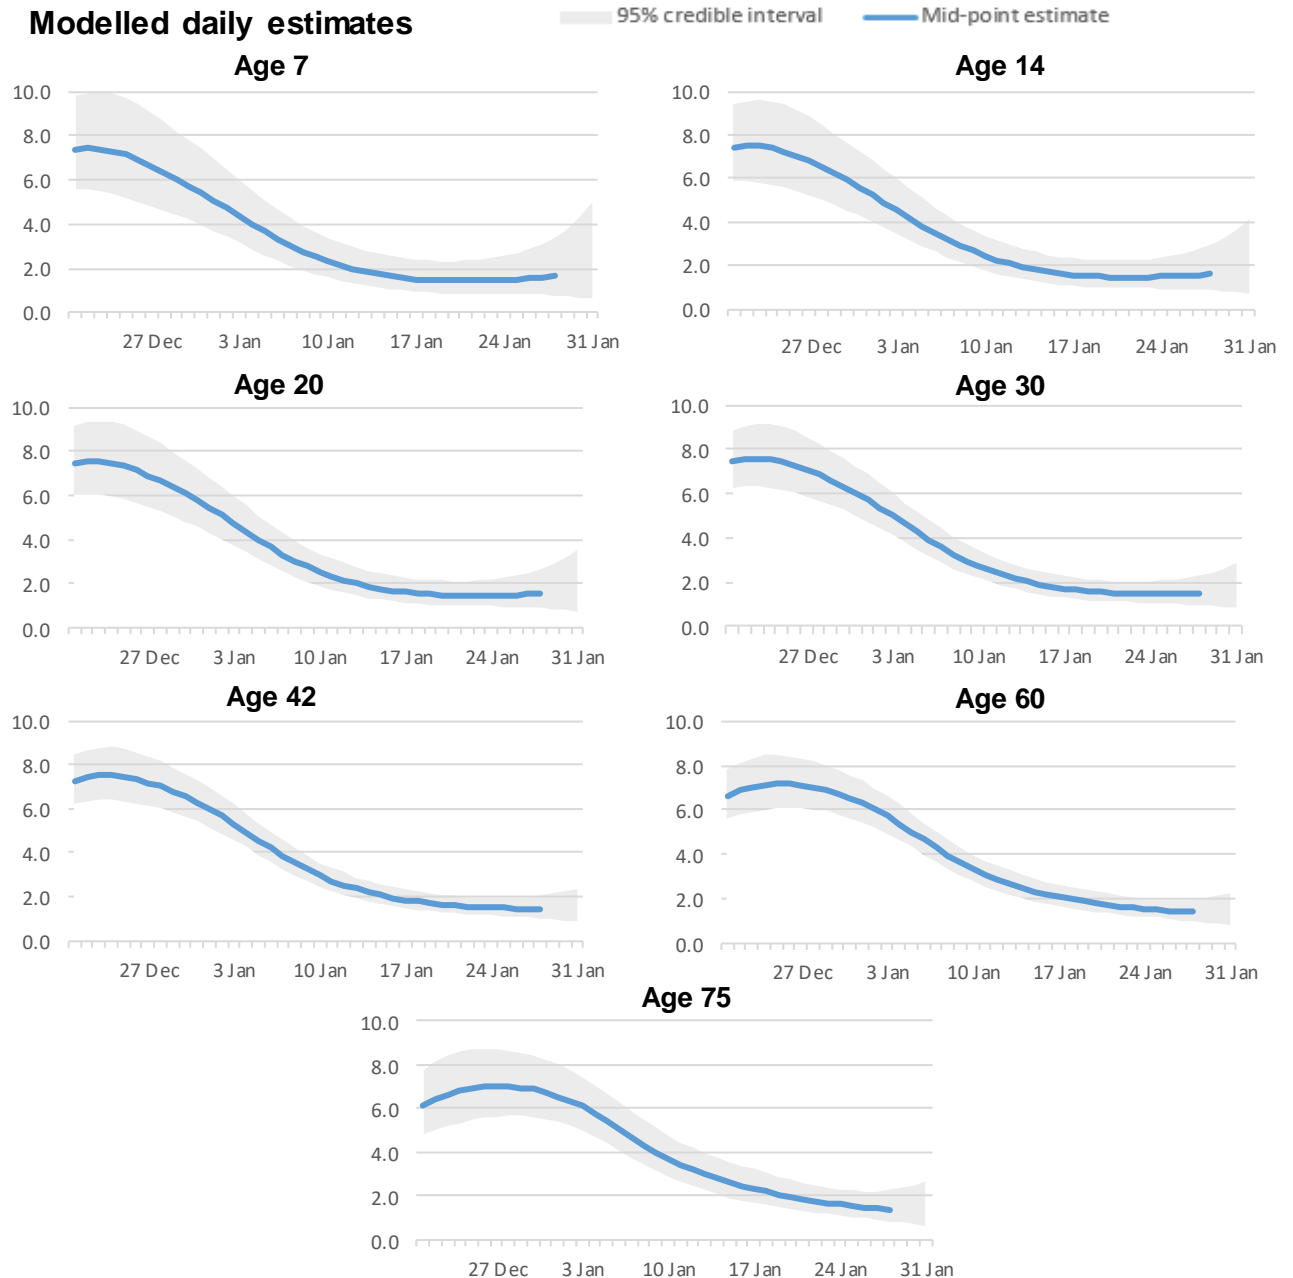 Modelled daily estimates
95% credible interval
Mid-point estimate
Age 7
10.0
8.0
6.0
4.0
2.0
0.0
27 Dec 3 Jan 10 Jan 17 Jan 24 Jan 31 Jan
Age 14
10.0
8.0
6.0
4.0
2.0
0.0
27 Dec 3 Jan 10 Jan 17 Jan 24 Jan 31 Jan
Age 20
10.0
8.0
6.0
4.0
2.0
0.0
27 Dec 3 Jan 10 Jan 17 Jan 24 Jan 31 Jan
Age 30
10.0
8.0
6.0
4.0
2.0
0.0
27 Dec 3 Jan 10 Jan 17 Jan 24 Jan 31 Jan
Age 42
10.0
8.0
6.0
4.0
2.0
0.0
27 Dec 3 Jan 10 Jan 17 Jan 24 Jan 31 Jan
Age 60
10.0
8.0
6.0
4.0
2.0
0.0
27 Dec 3 Jan 10 Jan 17 Jan 24 Jan 31 Jan
Age 75
10.0
8.0
6.0
4.0
2.0
0.0
27 Dec 3 Jan 10 Jan 17 Jan 24 Jan 31 Jan